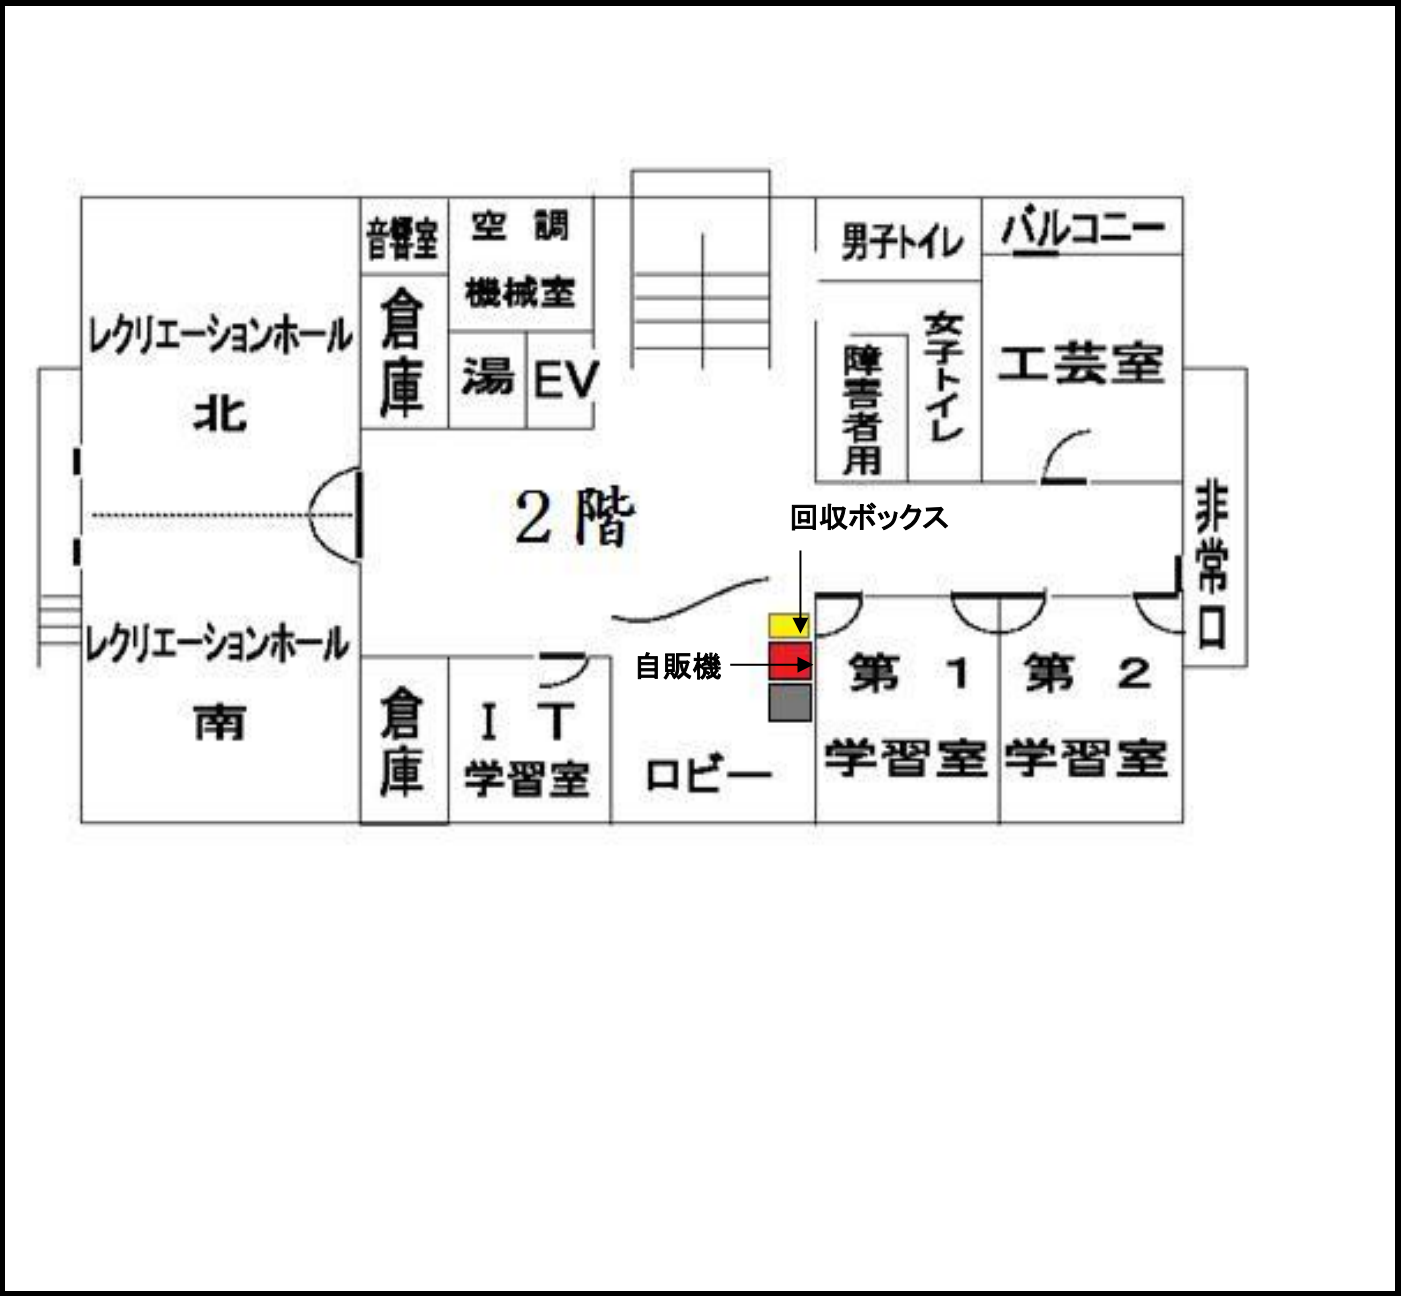 音響室
空　調
機械室
男子トイレ
バルコニー
レクリエーションホール
北
倉庫
湯
EV
障害者用
女子トイレ
工芸室
２階
回収ボックス
非常口
レクリエーションホール
南
倉庫
Ｉ　Ｔ
学習室
自販機
ロビー
第　１
学習室
第　２
学習室